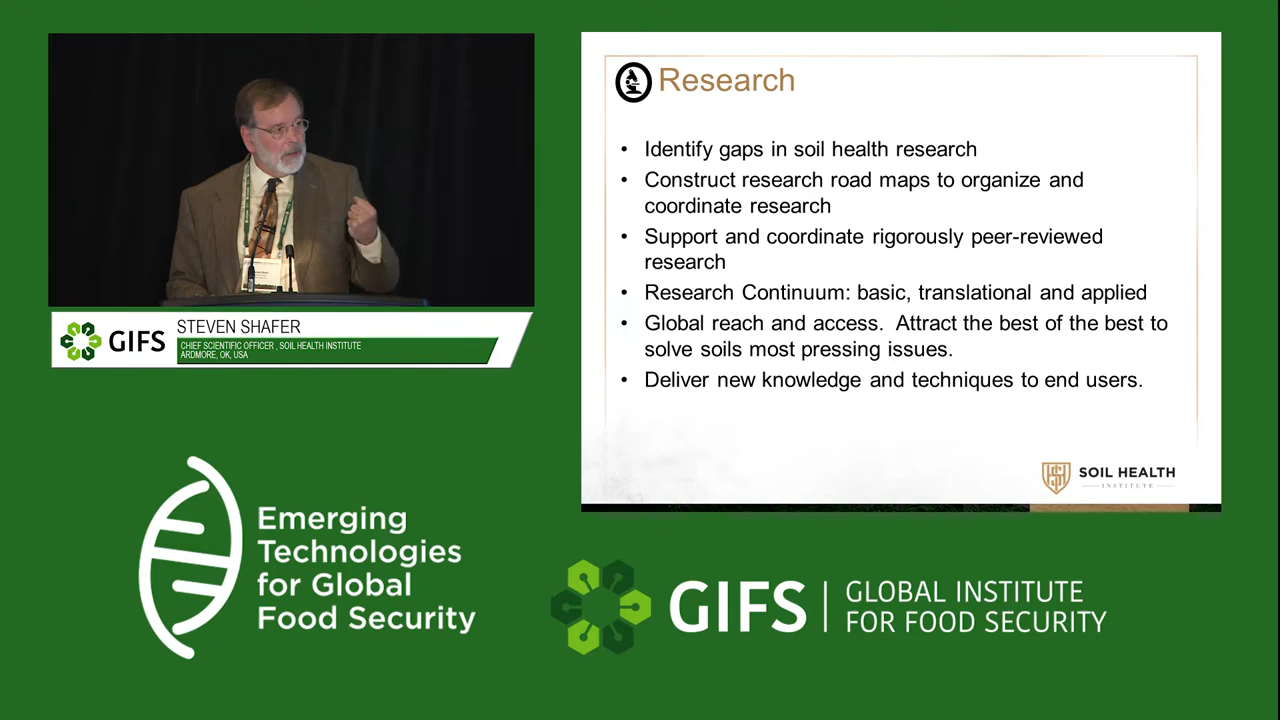 GIFS
STEVEN SHAFER
CHIEF SCIENTIFIC OFFICER , SOIL HEALTH INSTITUTE
ARDMORE, OK, USA
Emerging
Technologies
for Global
Food Security
Research
• Identify gaps in soil health research
• Construct research road maps to organize and
coordinate research
• Support and coordinate rigorously peer-reviewed
research
• Research Continuum: basic, translational and applied
• Global reach and access.  Attract the best of the best to
solve soils most pressing issues.
• Deliver new knowledge and techniques to end users.
SOIL HEALTH
INSTITUTE
GIFS
GLOBAL INSTITUTE
FOR FOOD SECURITY